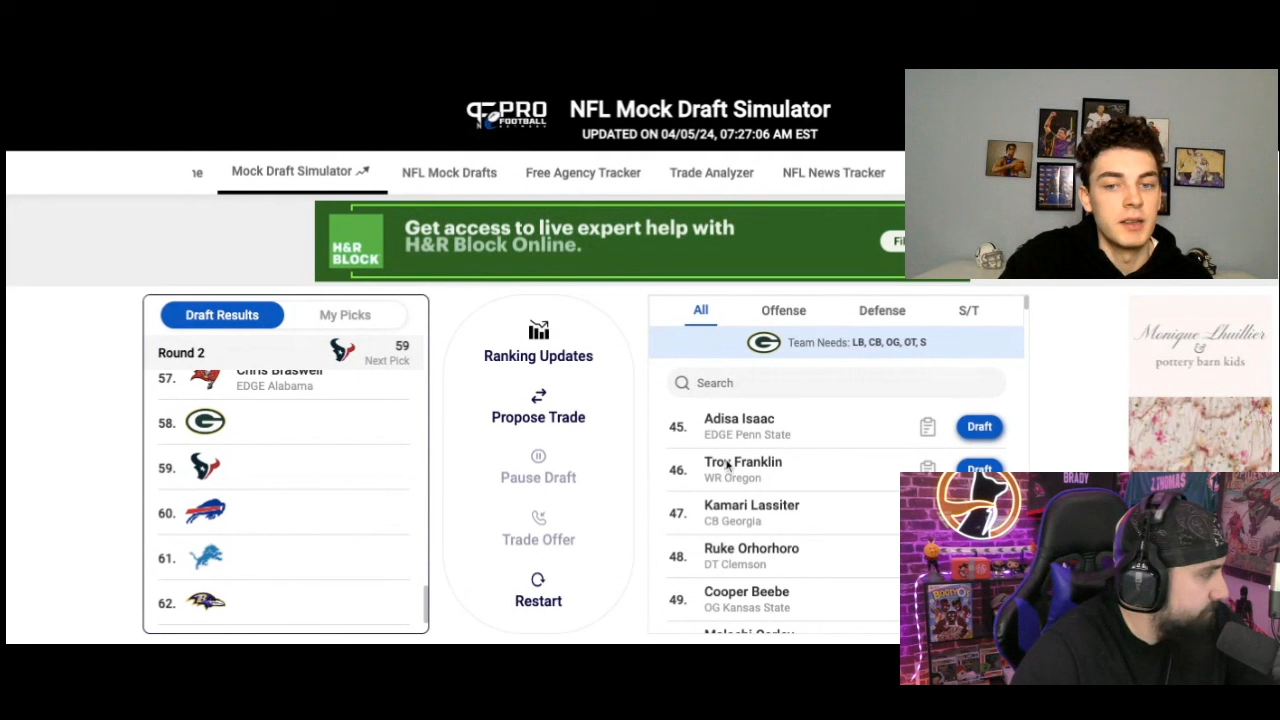 PRO
FOOTBALL
NETWORK
NFL Mock Draft Simulator
UPDATED ON 04/05/24, 07:27:06 AM EST
ne
Mock Draft Simulator
NFL Mock Drafts
Free Agency Tracker
Trade Analyzer
NFL News Tracker
H&R
BLOCK
Get access to live expert help with
H&R Block Online.
Fi
Draft Results
My Picks
Round 2
59
Next Pick
57.
Chris Braswell
EDGE Alabama
58.
59.
60.
61.
62.
Ranking Updates
Propose Trade
Pause Draft
Trade Offer
Restart
All
Offense
Defense
S/T
Team Needs: LB, CB, OG, OT, S
Search
45.
Adisa Isaac
EDGE Penn State
Draft
46.
Troy Franklin
WR Oregon
Draft
47.
Kamari Lassiter
CB Georgia
48.
Ruke Orhorhoro
DT Clemson
49.
Cooper Beebe
OG Kansas State
Monique Lhuillier
&
pottery barn kids
BRADY
Z.THOMAS